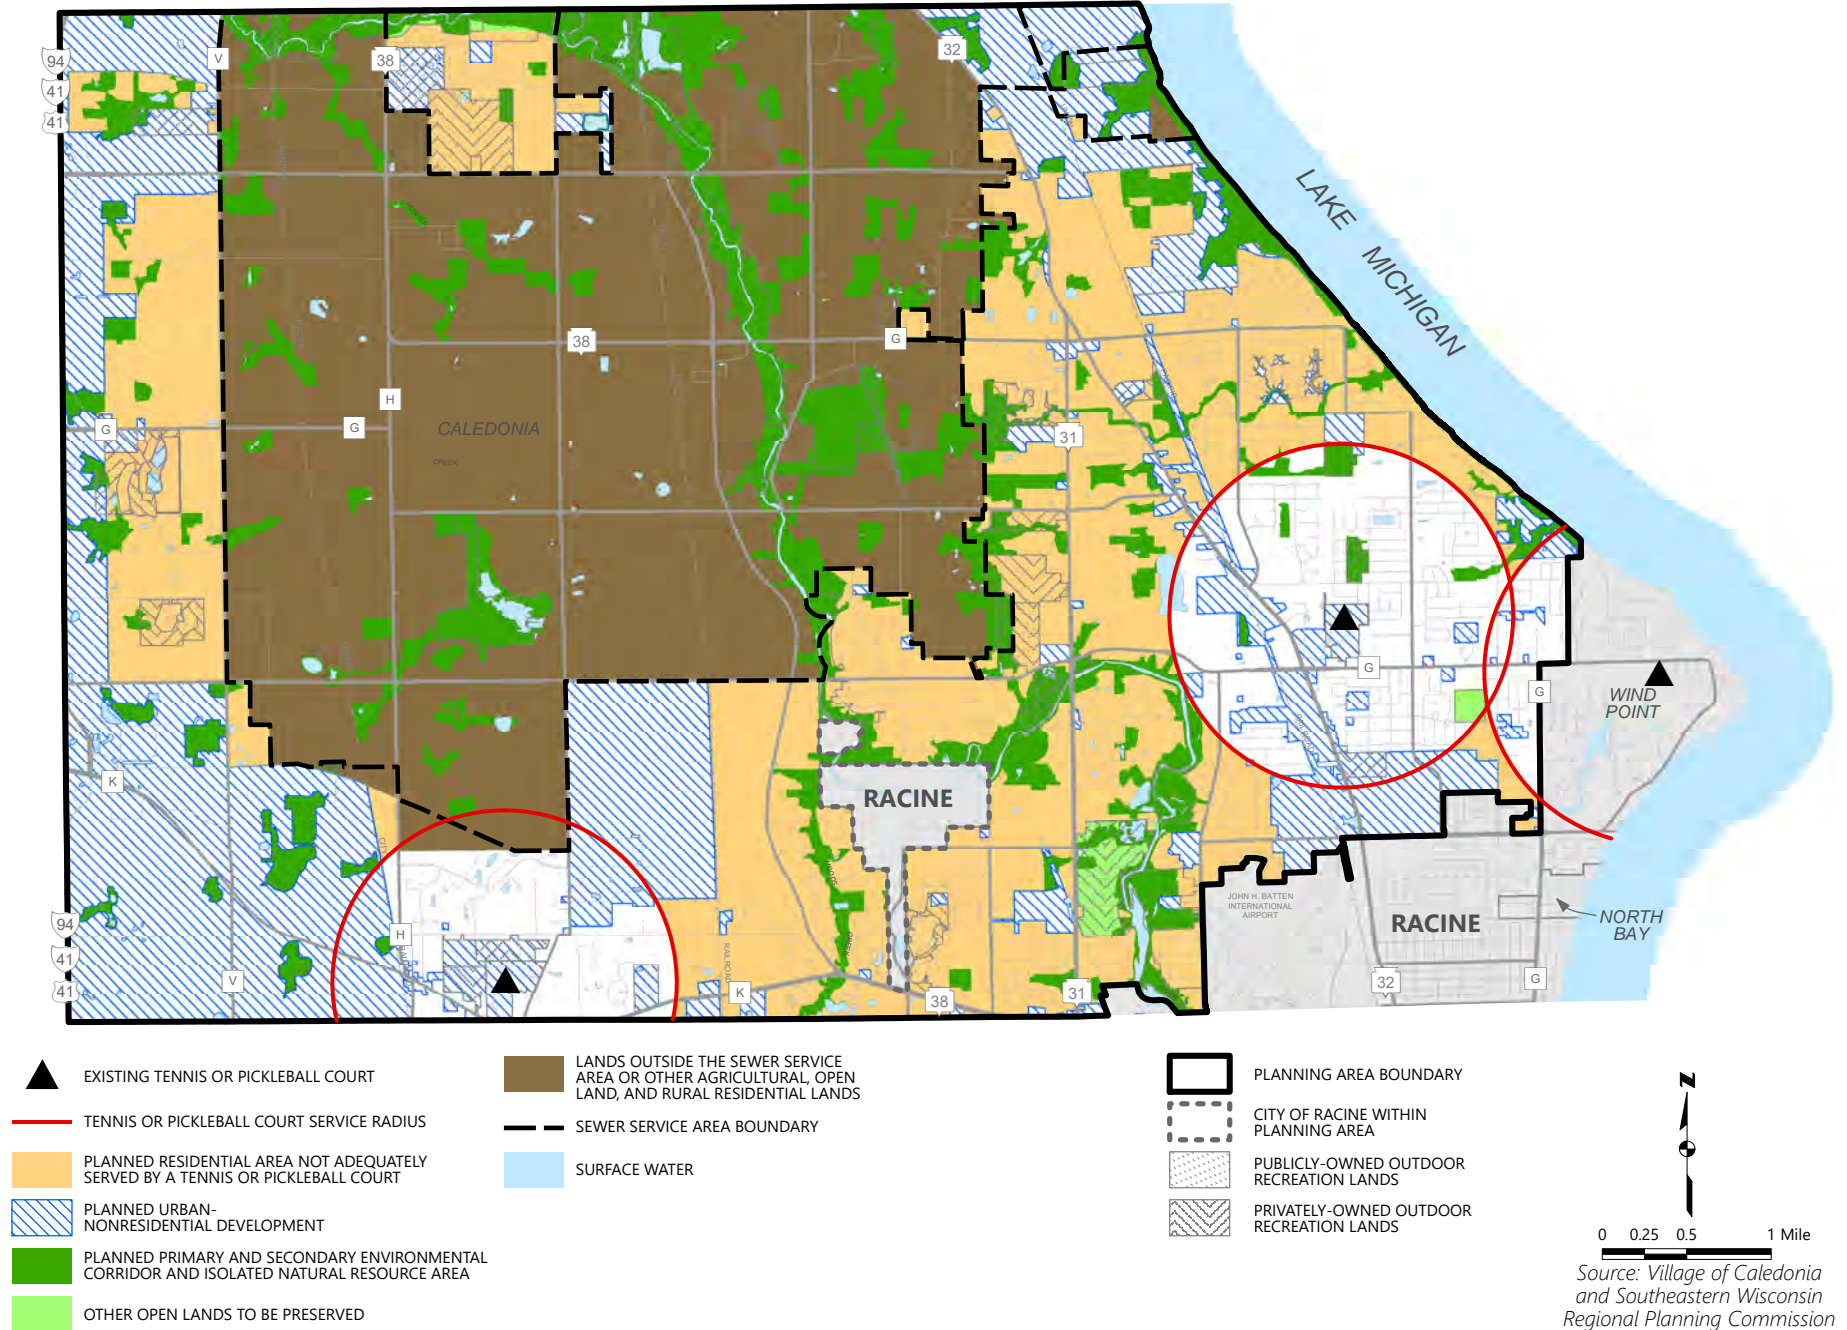 94
41
41
V
38
32
LAKE
MICHIGAN
38
G
H
G
G
CALEDONIA
CREEK
31
G
G
WIND
POINT
K
RACINE
JOHN H. BATTEN
INTERNATIONAL
AIRPORT
RACINE
NORTH
BAY
94
41
41
H
V
RAILROAD
K
38
31
32
G
EXISTING TENNIS OR PICKLEBALL COURT
TENNIS OR PICKLEBALL COURT SERVICE RADIUS
PLANNED RESIDENTIAL AREA NOT ADEQUATELY
SERVED BY A TENNIS OR PICKLEBALL COURT
PLANNED URBAN-
NONRESIDENTIAL DEVELOPMENT
PLANNED PRIMARY AND SECONDARY ENVIRONMENTAL
CORRIDOR AND ISOLATED NATURAL RESOURCE AREA
OTHER OPEN LANDS TO BE PRESERVED
LANDS OUTSIDE THE SEWER SERVICE
AREA OR OTHER AGRICULTURAL, OPEN
LAND, AND RURAL RESIDENTIAL LANDS
SEWER SERVICE AREA BOUNDARY
SURFACE WATER
PLANNING AREA BOUNDARY
CITY OF RACINE WITHIN
PLANNING AREA
PUBLICLY-OWNED OUTDOOR
RECREATION LANDS
PRIVATELY-OWNED OUTDOOR
RECREATION LANDS
N
0 0.25 0.5 1 Mile
Source: Village of Caledonia
and Southeastern Wisconsin
Regional Planning Commission